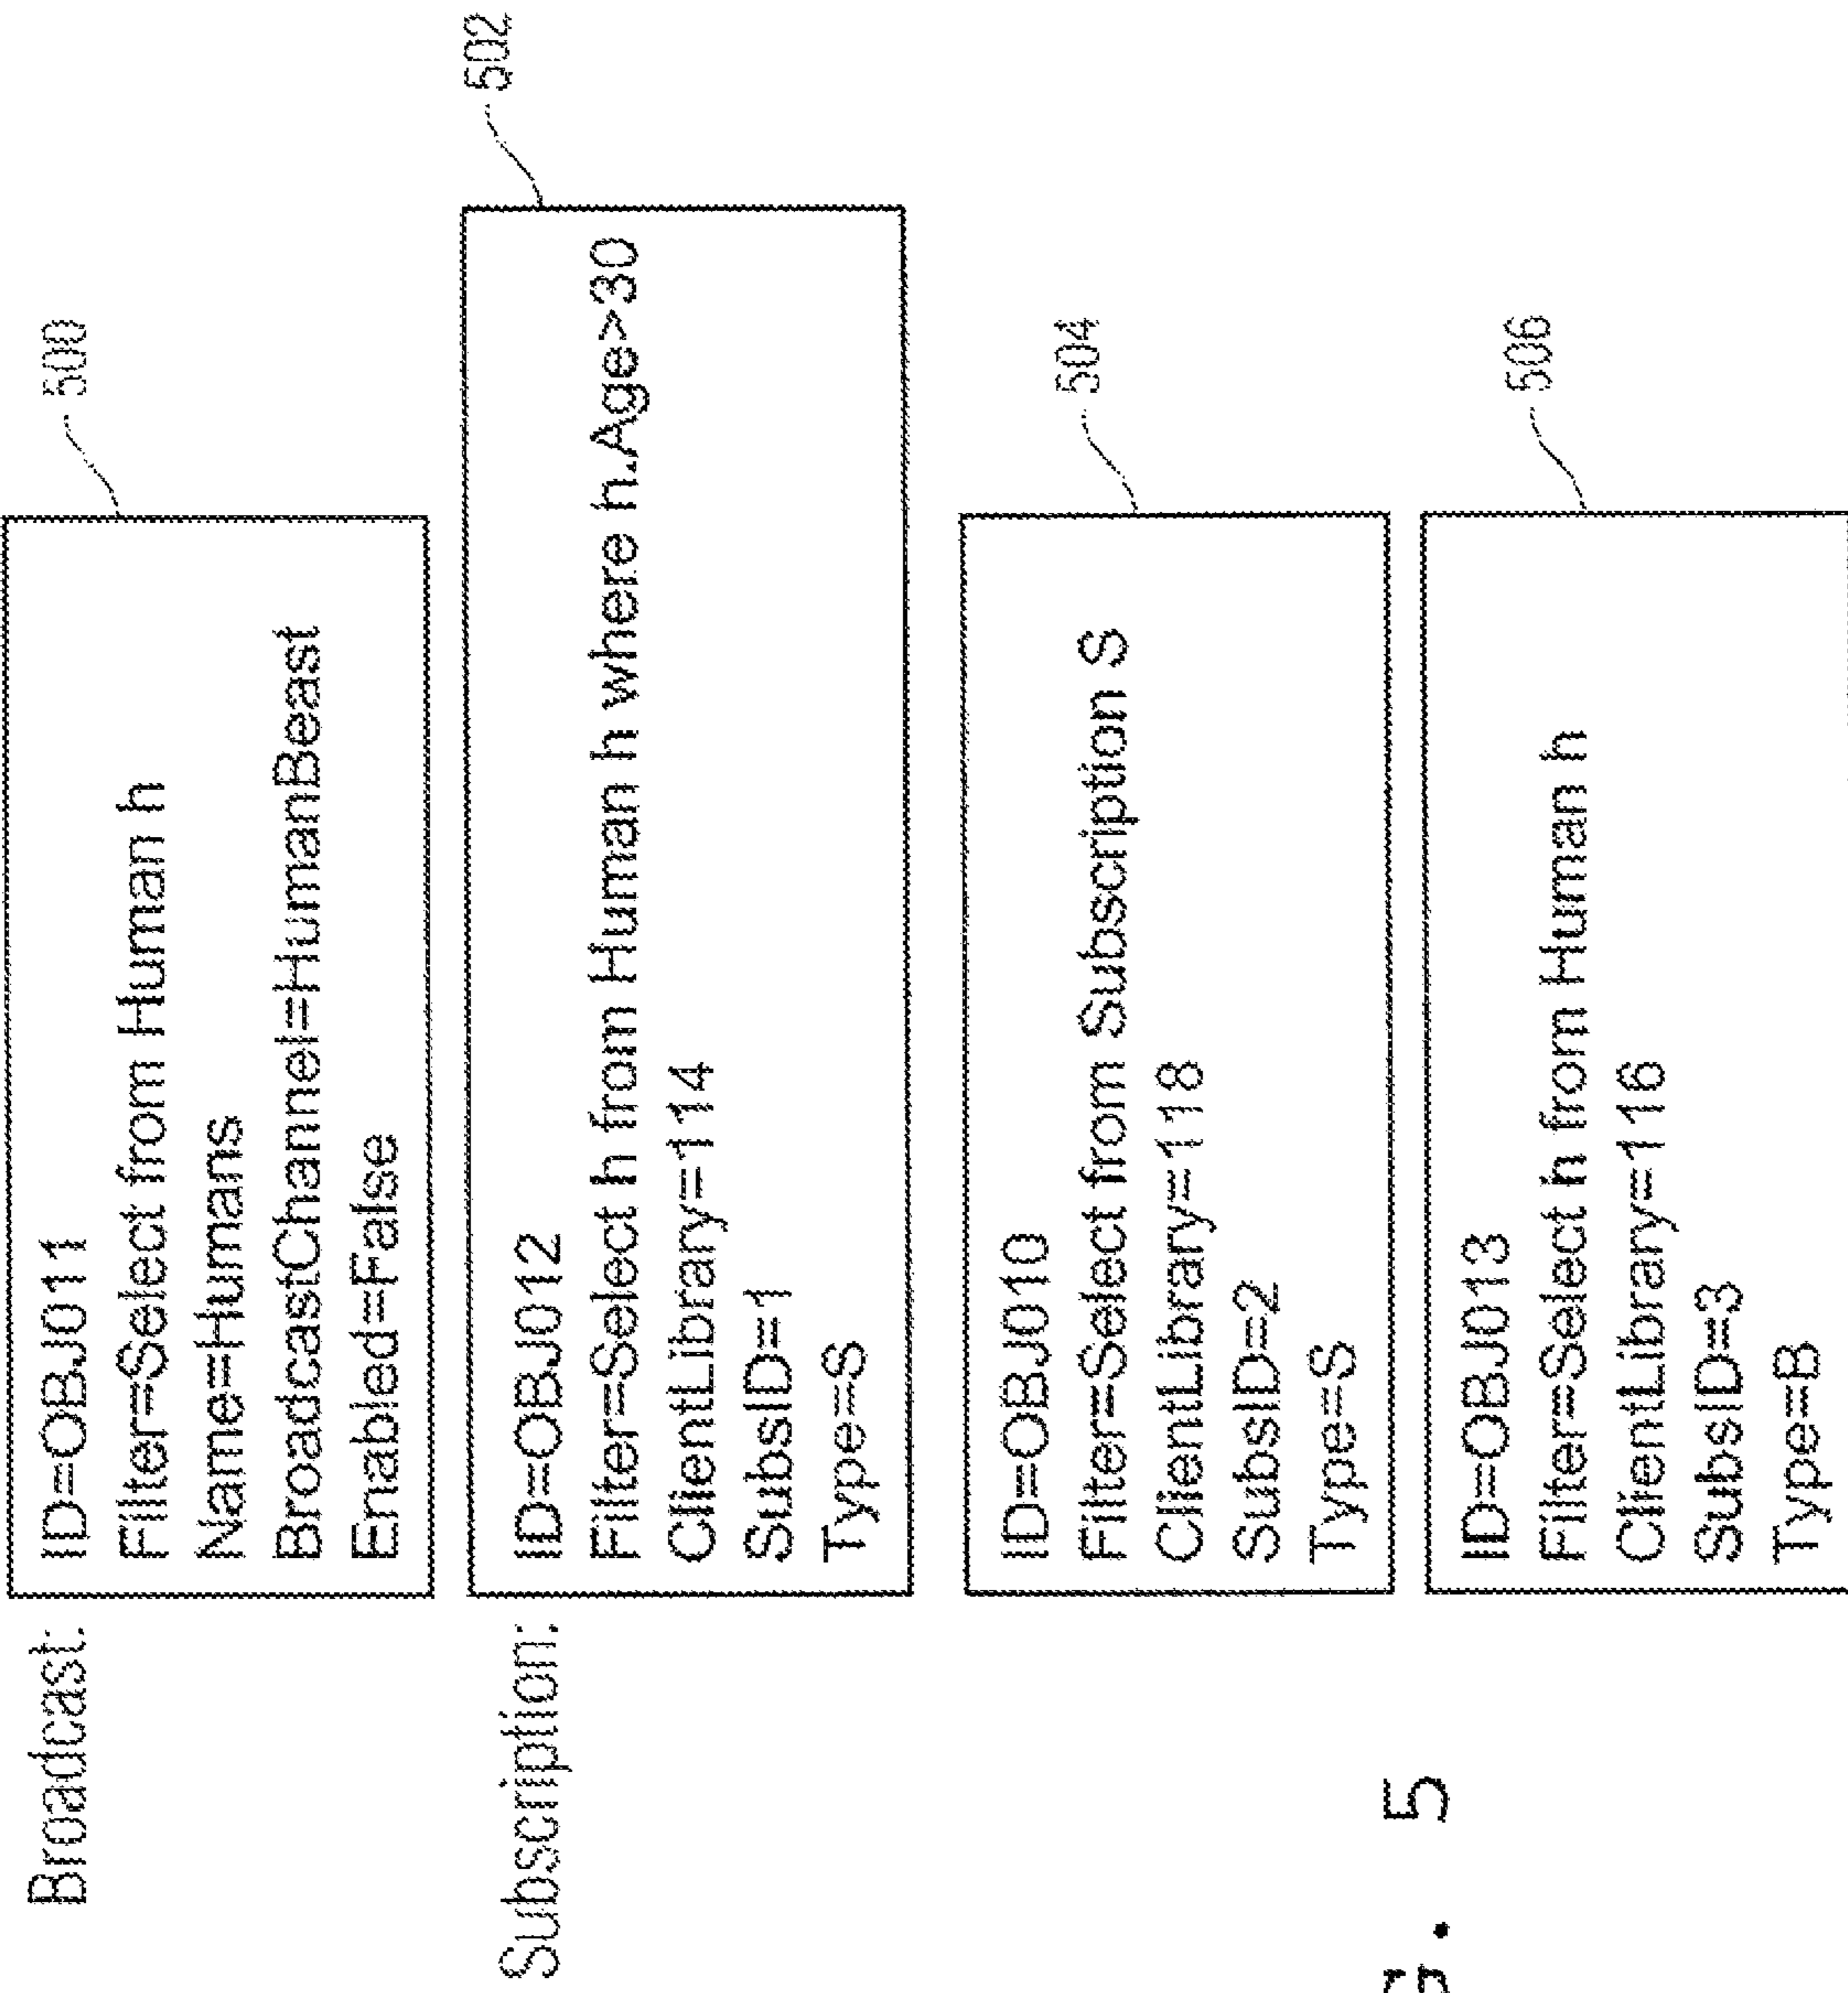 Broadcast:
500
ID=OBJ011
Filter=Select from Human h
Name=Humans
BroadcastChannel=HumanBeast
Enabled=False
Subscription:
502
ID=OBJ012
Filter=Select h from Human h where h.Age>30
ClientLibrary=114
SubsID=1
Type=S
504
ID=OBJ010
Filter=Select from Subscription S
ClientLibrary=118
SubsID=2
Type=S
506
ID=OBJ013
Filter=Select h from Human h
ClientLibrary=116
SubsID=3
Type=B
G. 5